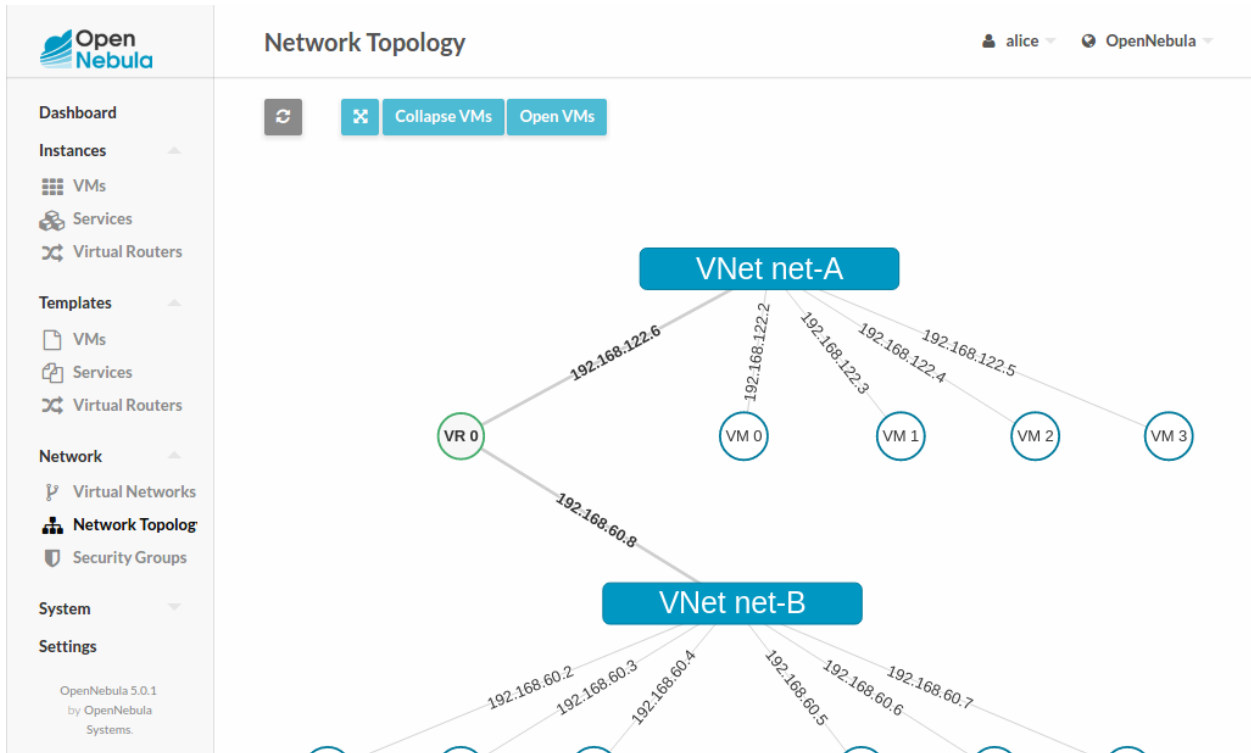 Open
Nebula
Network Topology
alice
OpenNebula
Dashboard
Instances
VMs
Services
Virtual Routers
Templates
VMs
Services
Virtual Routers
Network
Virtual Networks
Network Topolog
Security Groups
System
Settings
OpenNebula 5.0.1
by OpenNebula
Systems.
Collapse VMs
Open VMs
VNet net-A
192.168.122.6
192.168.122.2
192.168.122.3
192.168.122.4
192.168.122.5
VR 0
VM 0
VM 1
VM 2
VM 3
192.168.60.8
VNet net-B
192.168.60.2
192.168.60.3
192.168.60.4
192.168.60.5
192.168.60.6
192.168.60.7